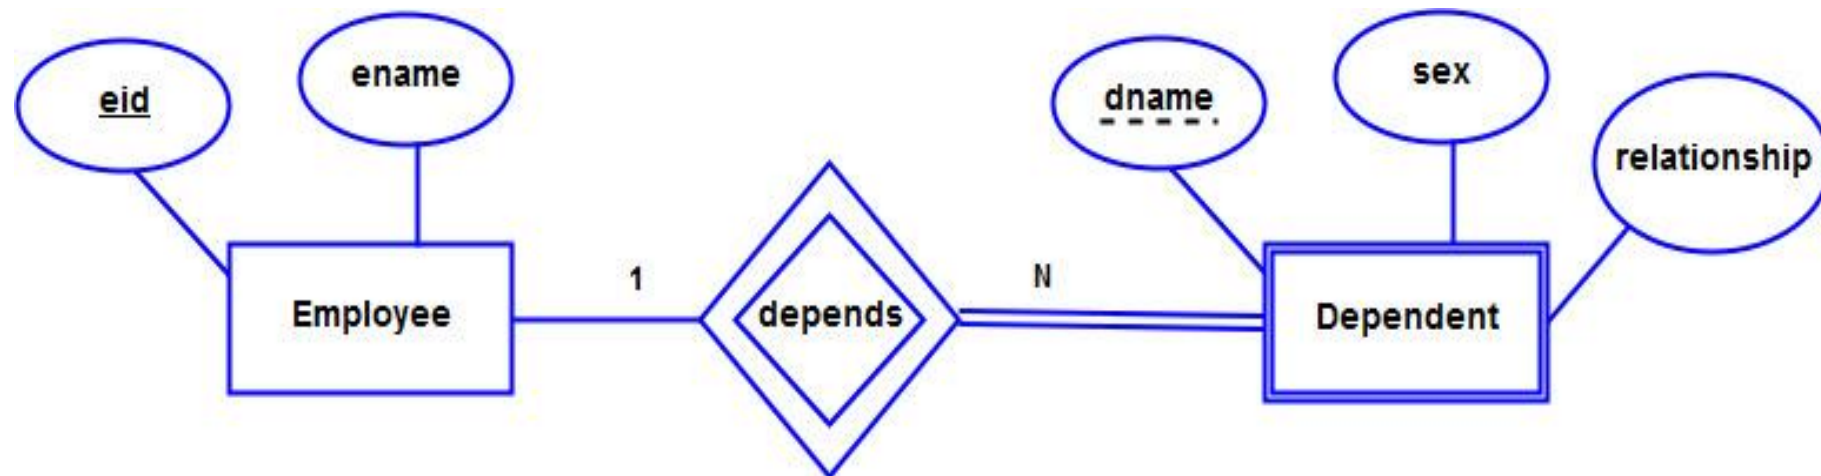 eid
ename
dname
sex
relationship
Employee
1
depends
N
Dependent